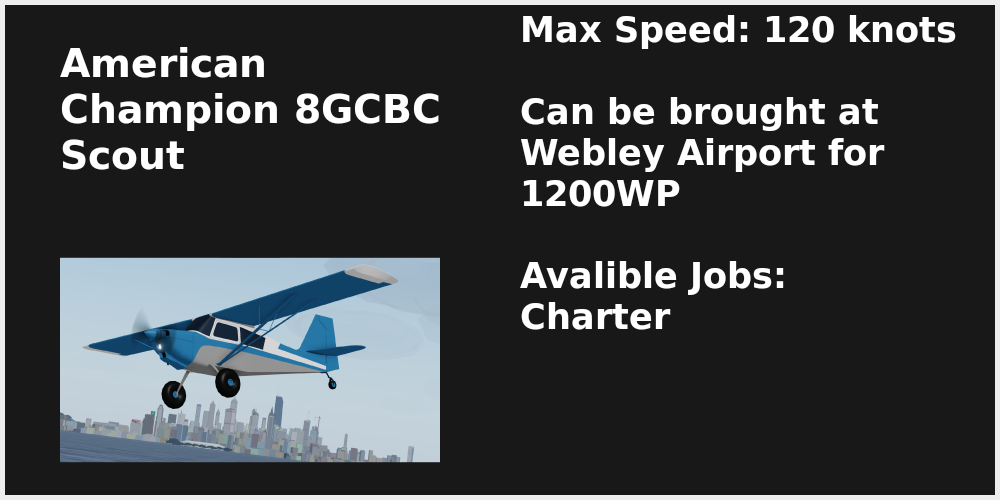 American
Champion 8GCBC
Scout
Max Speed: 120 knots
Can be brought at
Webley Airport for
1200WP
Avalible Jobs:
Charter